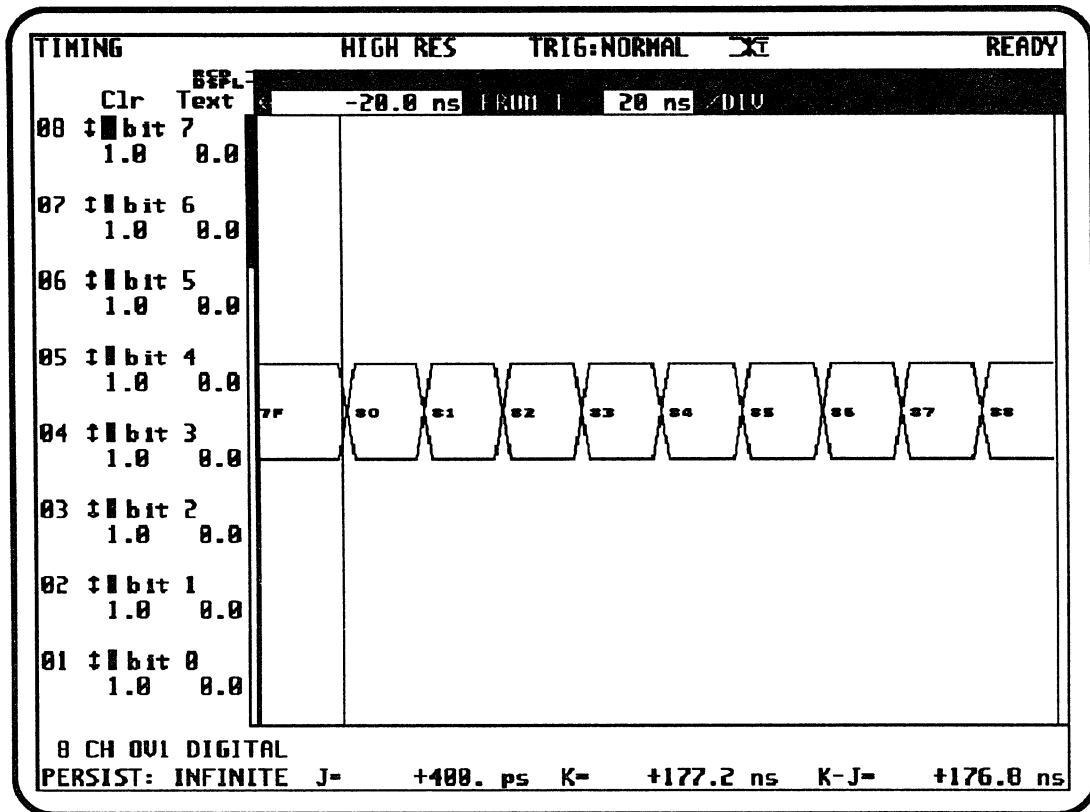 TIMING HIGH RES TRIG:NORMAL READY
RCD
DSPL
Clr Text -20.0 ns FROM T 20 ns /DIV
08 ↕ bit 7
1.0 0.0
07 ↕ bit 6
1.0 0.0
06 ↕ bit 5
1.0 0.0
05 ↕ bit 4
1.0 0.0
7F 80 81 82 83 84 85 86 87 88
04 ↕ bit 3
1.0 0.0
03 ↕ bit 2
1.0 0.0
02 ↕ bit 1
1.0 0.0
01 ↕ bit 0
1.0 0.0
8 CH OV1 DIGITAL
PERSIST: INFINITE J= +400. ps K= +177.2 ns K-J= +176.8 ns